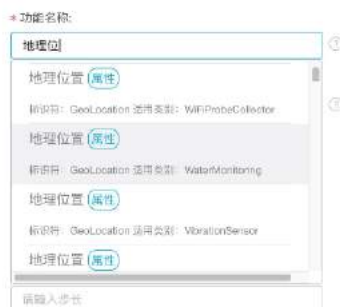 * 功能名称:
地理位
地理位置 属性
标识符: GeoLocation 适用类别: WiFiProbeCollector
地理位置 属性
标识符: GeoLocation 适用类别: WaterMonitoring
地理位置 属性
标识符: GeoLocation 适用类别: VibrationSensor
地理位置 属性
请输入步长